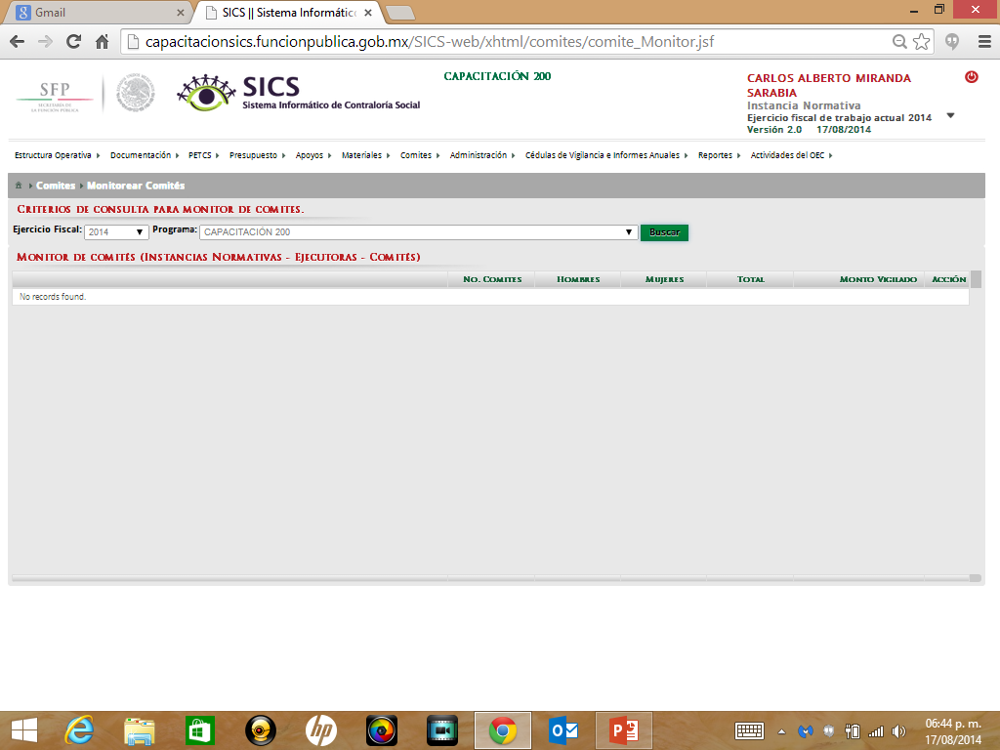 Gmail
SICS || Sistema Informátic
capacitacionsics.funcionpublica.gob.mx/SICS-web/xhtml/comites/comite_Monitor.jsf
SFP
SECRETARÍA DE
LA FUNCIÓN PÚBLICA
SICS
Sistema Informático de Contraloría Social
CAPACITACIÓN 200
CARLOS ALBERTO MIRANDA
SARABIA
Instancia Normativa
Ejercicio fiscal de trabajo actual 2014
Versión 2.0 17/08/2014
Estructura Operativa Documentación PETCS Presupuesto Apoyos Materiales Comites Administración Cédulas de Vigilancia e Informes Anuales Reportes Actividades del OEC
Comites Monitorear Comités
CRITERIOS DE CONSULTA PARA MONITOR DE COMITES.
Ejercicio Fiscal: 2014 Programa: CAPACITACIÓN 200 Buscar
MONITOR DE COMITÉS (INSTANCIAS NORMATIVAS - EJECUTORAS - COMITÉS)
NO. COMITES HOMBRES MUJERES TOTAL MONTO VIGILADO ACCIÓN
No records found.
06:44 p. m.
17/08/2014